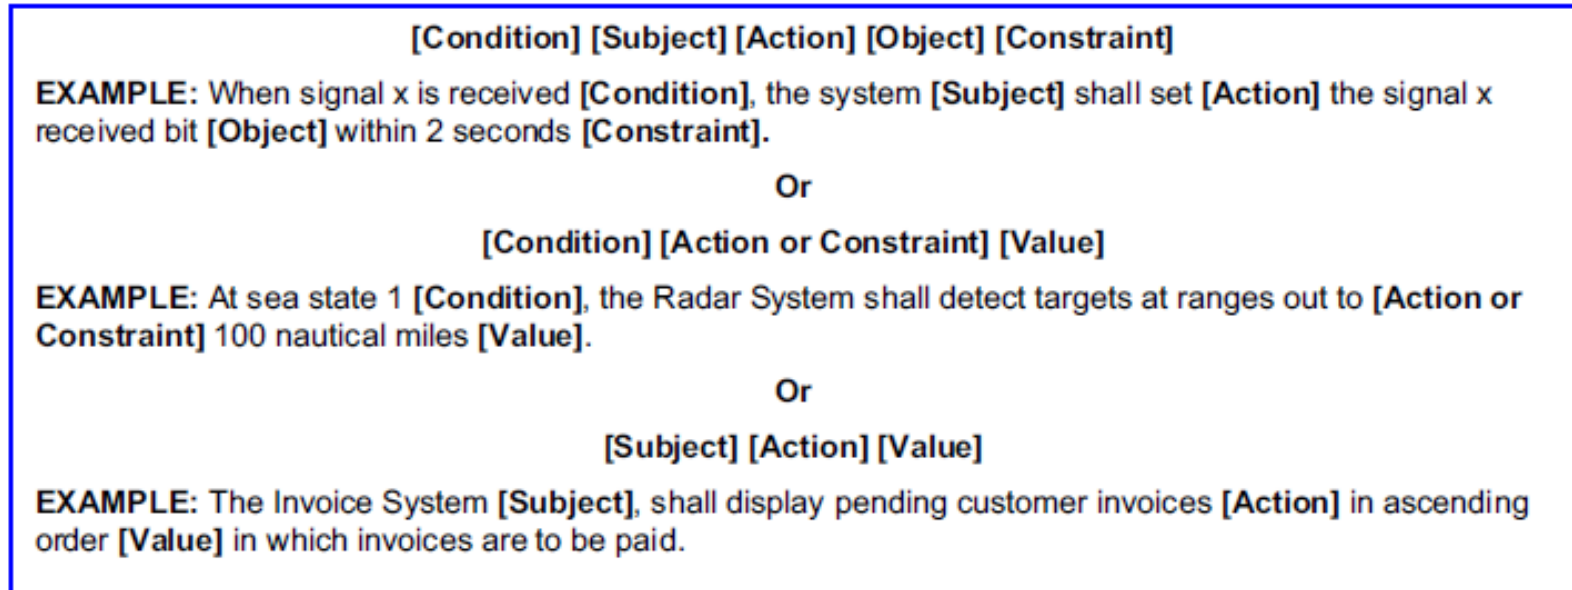 [Condition] [Subject] [Action] [Object] [Constraint]
EXAMPLE: When signal x is received [Condition], the system [Subject] shall set [Action] the signal x
received bit [Object] within 2 seconds [Constraint].
Or
[Condition] [Action or Constraint] [Value]
EXAMPLE: At sea state 1 [Condition], the Radar System shall detect targets at ranges out to [Action or
Constraint] 100 nautical miles [Value].
Or
[Subject] [Action] [Value]
EXAMPLE: The Invoice System [Subject], shall display pending customer invoices [Action] in ascending
order [Value] in which invoices are to be paid.